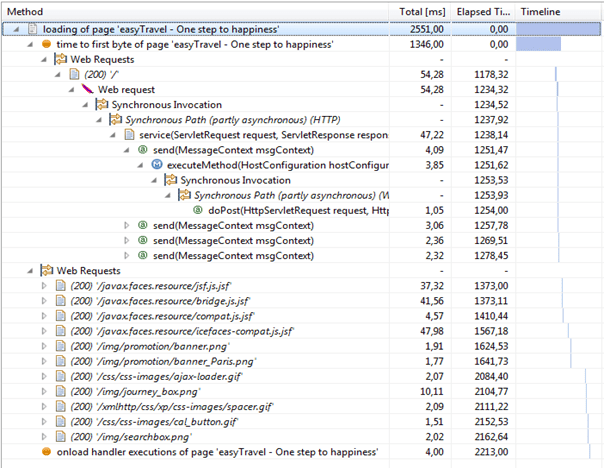 Method Total [ms] Elapsed Ti... Timeline
loading of page 'easyTravel - One step to happiness' 2551,00 0,00
time to first byte of page 'easyTravel - One step to happiness' 1346,00 0,00
Web Requests - -
(200) '/' 54,28 1178,32
Web request 54,28 1234,32
Synchronous Invocation - 1234,52
Synchronous Path (partly asynchronous) (HTTP) - 1237,92
service(ServletRequest request, ServletResponse respon 47,22 1238,14
send(MessageContext msgContext) 4,09 1251,47
executeMethod(HostConfiguration hostConfigur 3,85 1251,62
Synchronous Invocation - 1253,53
Synchronous Path (partly asynchronous) (W - 1253,93
doPost(HttpServletRequest request, Htt 1,05 1254,00
send(MessageContext msgContext) 3,06 1257,78
send(MessageContext msgContext) 2,36 1269,51
send(MessageContext msgContext) 2,32 1278,45
Web Requests - -
(200) '/javax.faces.resource/jsf.js.jsf' 37,32 1373,00
(200) '/javax.faces.resource/bridge.js.jsf' 41,56 1373,11
(200) '/javax.faces.resource/compat.js.jsf' 4,57 1410,44
(200) '/javax.faces.resource/icefaces-compat.js.jsf' 47,98 1567,18
(200) '/img/promotion/banner.png' 1,91 1624,53
(200) '/img/promotion/banner_Paris.png' 1,77 1641,73
(200) '/css/css-images/ajax-loader.gif' 2,07 2084,40
(200) '/img/journey_box.png' 10,11 2104,77
(200) '/xmlhttp/css/xp/css-images/spacer.gif' 2,09 2111,22
(200) '/css/css-images/cal_button.gif' 1,51 2152,53
(200) '/img/searchbox.png' 2,02 2162,64
onload handler executions of page 'easyTravel - One step to happiness' 4,00 2213,00